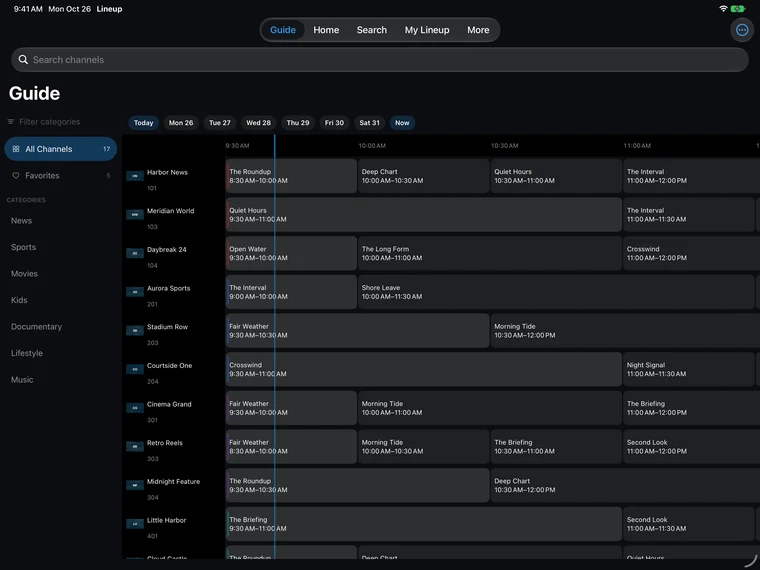 9:41 AM Mon Oct 26 Lineup
Guide Home Search My Lineup More
Search channels
Guide
Filter categories
All Channels 17
Favorites
CATEGORIES
News
Sports
Movies
Kids
Documentary
Lifestyle
Music
Today Mon 26 Tue 27 Wed 28 Thu 29 Fri 30 Sat 31 Now
9:30 AM 10:00 AM 10:30 AM 11:00 AM
Harbor News
101
The Roundup
8:30 AM–10:00 AM
Deep Chart
10:00 AM–10:30 AM
Quiet Hours
10:30 AM–11:00 AM
The Interval
11:00 AM–12:00 PM
Meridian World
103
Quiet Hours
9:30 AM–11:00 AM
The Interval
11:00 AM–11:30 AM
Daybreak 24
104
Open Water
9:30 AM–10:00 AM
The Long Form
10:00 AM–11:00 AM
Crosswind
11:00 AM–12:00 PM
Aurora Sports
201
The Interval
9:00 AM–10:00 AM
Shore Leave
10:00 AM–11:30 AM
Stadium Row
203
Fair Weather
9:30 AM–10:30 AM
Morning Tide
10:30 AM–12:00 PM
Courtside One
204
Crosswind
9:30 AM–11:00 AM
Night Signal
11:00 AM–11:30 AM
Cinema Grand
301
Fair Weather
9:30 AM–10:00 AM
Morning Tide
10:00 AM–11:00 AM
The Briefing
11:00 AM–12:00 PM
Retro Reels
303
Fair Weather
8:30 AM–10:00 AM
Morning Tide
10:00 AM–10:30 AM
The Briefing
10:30 AM–11:00 AM
Second Look
11:00 AM–12:00 PM
Midnight Feature
304
The Roundup
9:30 AM–10:30 AM
Deep Chart
10:30 AM–12:00 PM
Little Harbor
401
The Briefing
9:30 AM–11:00 AM
Second Look
11:00 AM–11:30 AM
Cloud Castle
The Roundup
Deep Chart
Quiet Hours